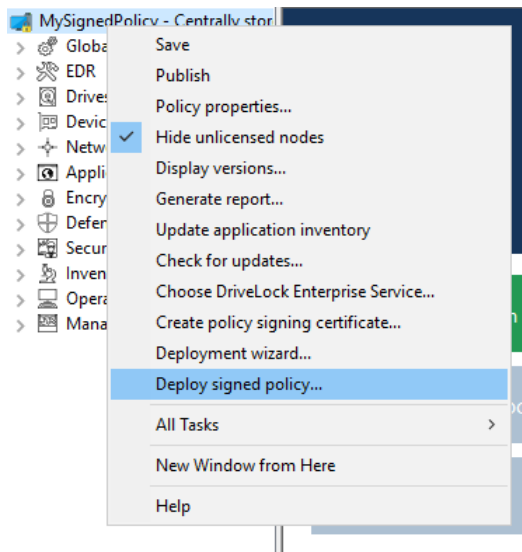 MySignedPolicy - Centrally stor
Globa
Save
EDR
Publish
Drives
Policy properties...
Devic
Hide unlicensed nodes
Netw
Display versions...
Appli
Generate report...
Encry
Update application inventory
Defen
Check for updates...
Secur
Choose DriveLock Enterprise Service...
Inven
Create policy signing certificate...
Opera
Deployment wizard...
Mana
Deploy signed policy...
All Tasks
New Window from Here
Help